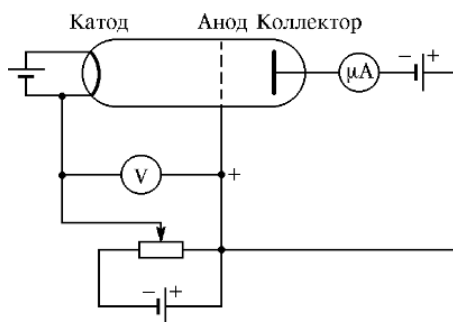 Катод
Анод Коллектор
μA
− +
V
+
− +